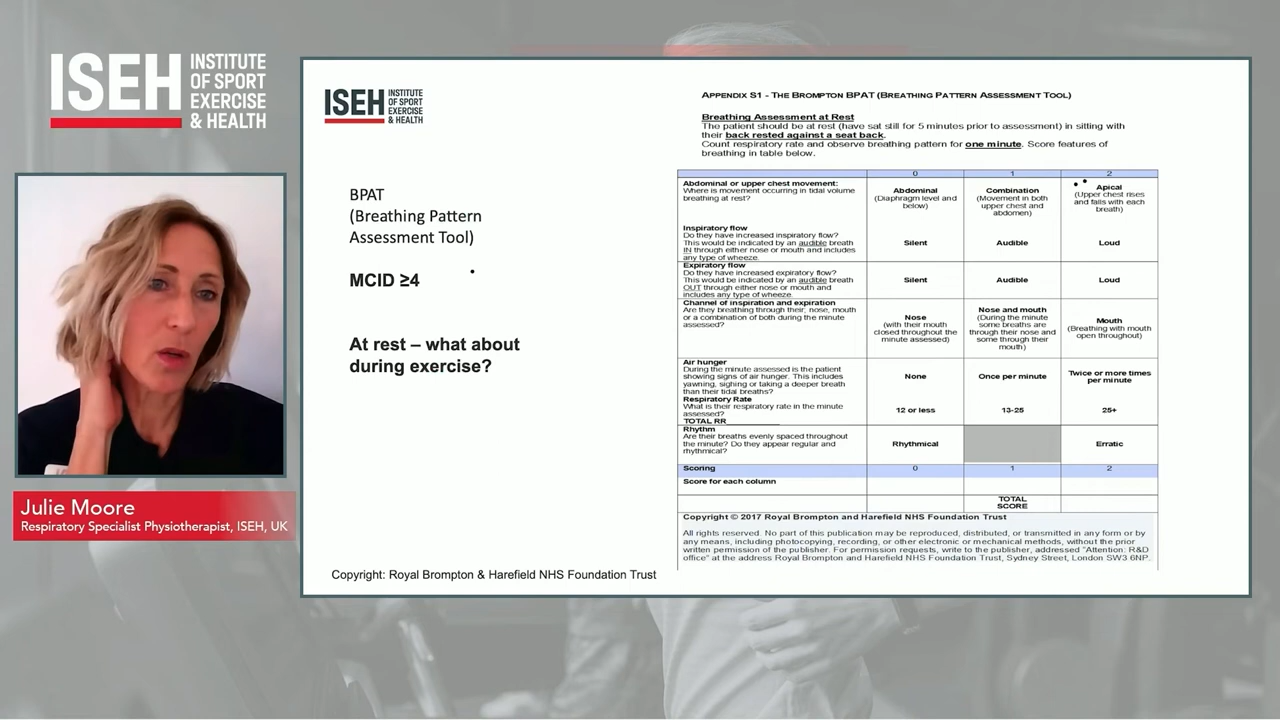 ISEH
INSTITUTE
OF SPORT
EXERCISE
& HEALTH
Julie Moore
Respiratory Specialist Physiotherapist, ISEH, UK
ISEH
INSTITUTE
OF SPORT
EXERCISE
& HEALTH
BPAT
(Breathing Pattern
Assessment Tool)
MCID ≥4
At rest – what about
during exercise?
Copyright: Royal Brompton & Harefield NHS Foundation Trust
APPENDIX S1 - THE BROMPTON BPAT (BREATHING PATTERN ASSESSMENT TOOL)
Breathing Assessment at Rest
The patient should be at rest (have sat still for 5 minutes prior to assessment) in sitting with
their back rested against a seat back.
Count respiratory rate and observe breathing pattern for one minute. Score features of
breathing in table below.
0 1 2
Abdominal or upper chest movement:
Where is movement occurring in tidal volume
breathing at rest?
Abdominal
(Diaphragm level and
below)
Combination
(Movement in both
upper chest and
abdomen)
Apical
(Upper chest rises
and falls with each
breath)
Inspiratory flow
Do they have increased inspiratory flow?
This would be indicated by an audible breath
IN through either nose or mouth and includes
any type of wheeze.
Silent
Audible
Loud
Expiratory flow
Do they have increased expiratory flow?
This would be indicated by an audible breath
OUT through either nose or mouth and
includes any type of wheeze.
Silent
Audible
Loud
Channel of inspiration and expiration
Are they breathing through their, nose, mouth
or a combination of both during the minute
assessed?
Nose
(with their mouth
closed throughout the
minute assessed)
Nose and mouth
(During the minute
some breaths are
through their nose and
some through their
mouth)
Mouth
(Breathing with mouth
open throughout)
Air hunger
During the minute assessed is the patient
showing signs of air hunger. This includes
yawning, sighing or taking a deeper breath
than their tidal breaths?
None
Once per minute
Twice or more times
per minute
Respiratory Rate
What is their respiratory rate in the minute
assessed?
TOTAL RR
12 or less
13-25
25+
Rhythm
Are their breaths evenly spaced throughout
the minute? Do they appear regular and
rhythmical?
Rhythmical
Erratic
Scoring 0 1 2
Score for each column
TOTAL
SCORE
Copyright © 2017 Royal Brompton and Harefield NHS Foundation Trust
All rights reserved. No part of this publication may be reproduced, distributed, or transmitted in any form or by
any means, including photocopying, recording, or other electronic or mechanical methods, without the prior
written permission of the publisher. For permission requests, write to the publisher, addressed "Attention: R&D
office" at the address Royal Brompton and Harefield NHS Foundation Trust, Sydney Street, London SW3 6NP.